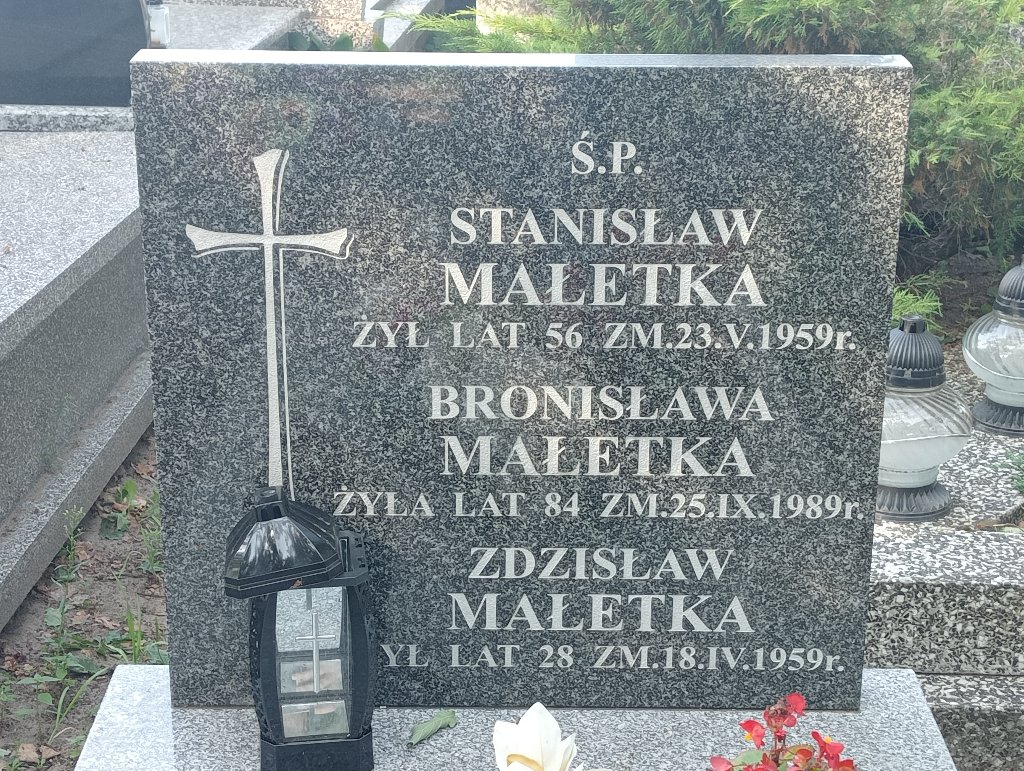 Ś.P.
STANISŁAW
MAŁETKA
ŻYŁ LAT 56 ZM.23.V.1959r.
BRONISŁAWA
MAŁETKA
ŻYŁA LAT 84 ZM.25.IX.1989r.
ZDZISŁAW
MAŁETKA
YŁ LAT 28 ZM.18.IV.1959r.